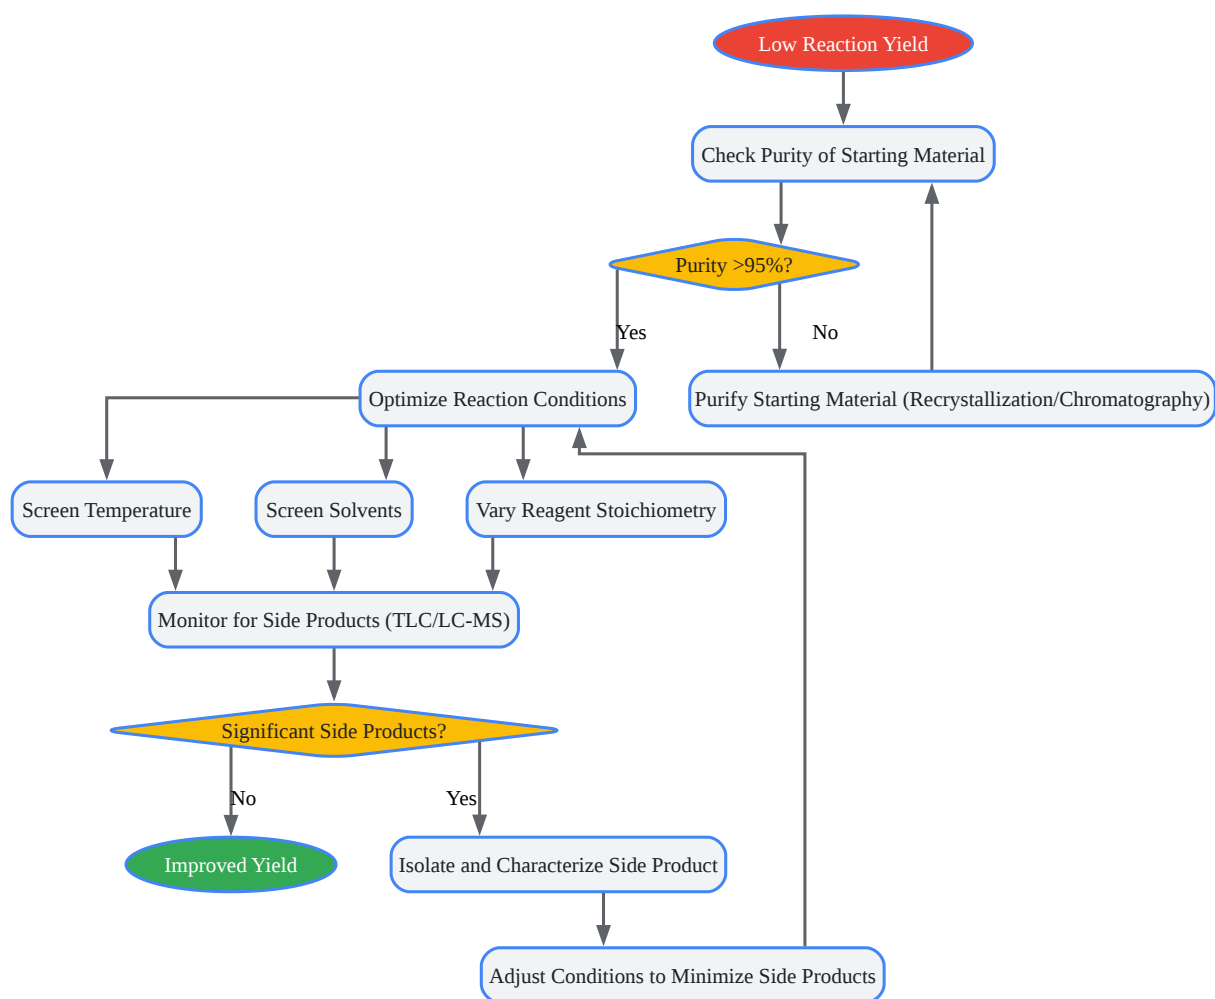 Low Reaction Yield
Check Purity of Starting Material
Purity >95%?
Yes
No
Optimize Reaction Conditions
Purify Starting Material (Recrystallization/Chromatography)
Screen Temperature
Screen Solvents
Vary Reagent Stoichiometry
Monitor for Side Products (TLC/LC-MS)
Significant Side Products?
No
Yes
Improved Yield
Isolate and Characterize Side Product
Adjust Conditions to Minimize Side Products